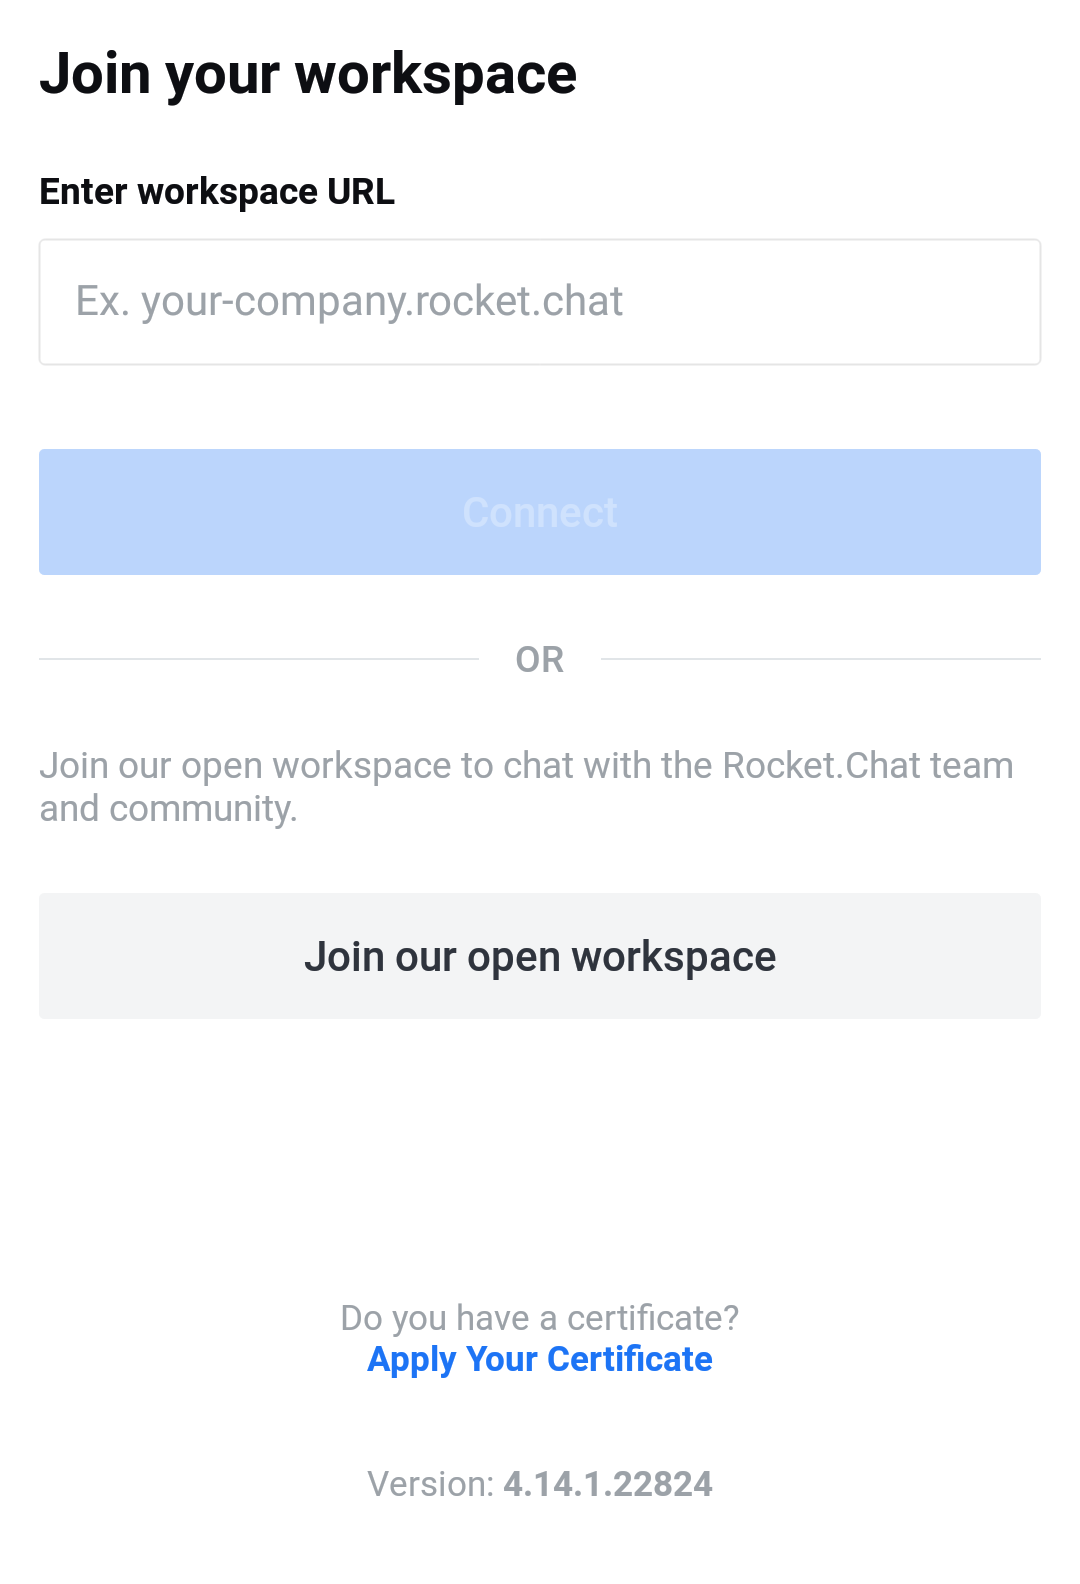 Join your workspace
Enter workspace URL
Ex. your-company.rocket.chat
Connect
OR
Join our open workspace to chat with the Rocket.Chat team
and community.
Join our open workspace
Do you have a certificate?
Apply Your Certificate
Version: 4.14.1.22824